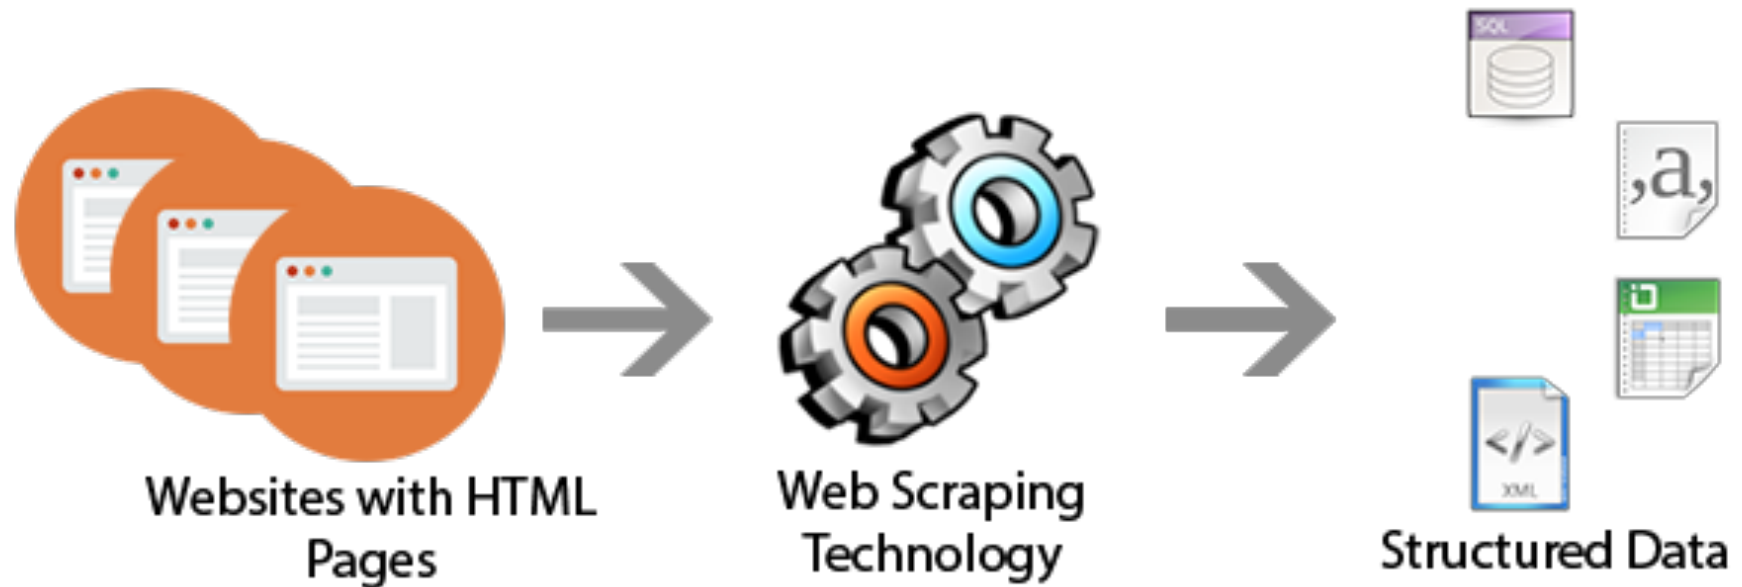 SQL
,a,
</>
XML
Websites with HTML
Pages
Web Scraping
Technology
Structured Data